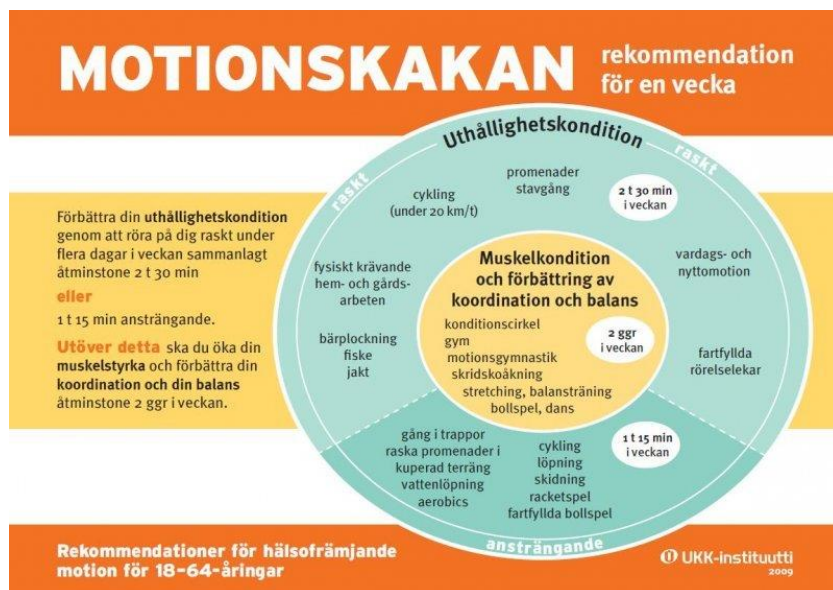 MOTIONSKAKAN
rekommendation
för en vecka
Förbättra din uthållighetskondition
genom att röra på dig raskt under
flera dagar i veckan sammanlagt
åtminstone 2 t 30 min
eller
1 t 15 min ansträngande.
Utöver detta ska du öka din
muskelstyrka och förbättra din
koordination och din balans
åtminstone 2 ggr i veckan.
Uthållighetskondition
raskt
raskt
promenader
stavgång
2 t 30 min
i veckan
cykling
(under 20 km/t)
fysiskt krävande
hem- och gårds-
arbeten
bärplockning
fiske
jakt
vardags- och
nyttomotion
fartfyllda
rörelselekar
Muskelkondition
och förbättring av
koordination och balans
konditionscirkel
gym
motionsgymnastik
skridskoåkning
stretching, balansträning
bollspel, dans
2 ggr
i veckan
gång i trappor
raska promenader i
kuperad terräng
vattenlöpning
aerobics
cykling
löpning
skidning
racketspel
fartfyllda bollspel
1 t 15 min
i veckan
ansträngande
Rekommendationer för hälsofrämjande
motion för 18–64-åringar
UKK-instituutti
2009